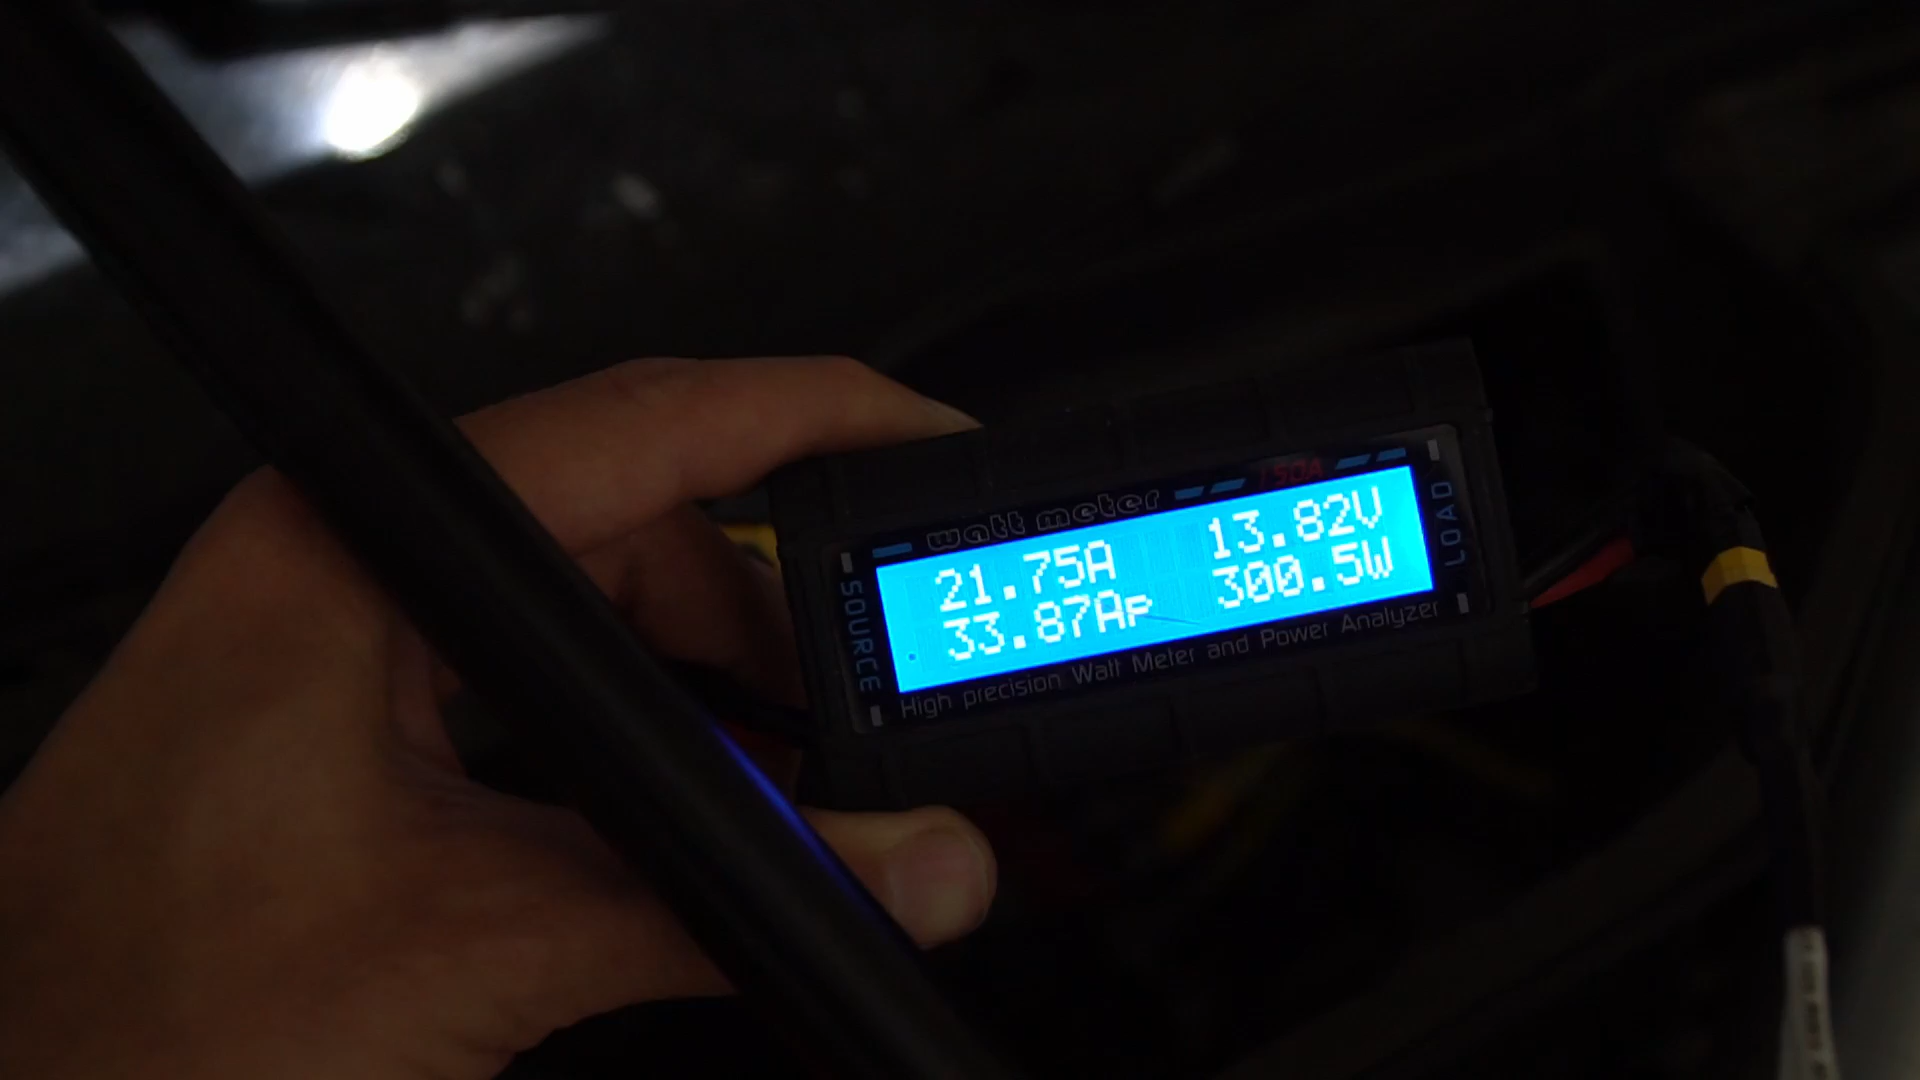 watt meter 150A
SOURCE
21.75A 13.82V
33.87Ap 300.5W
LOAD
High precision Watt Meter and Power Analyzer